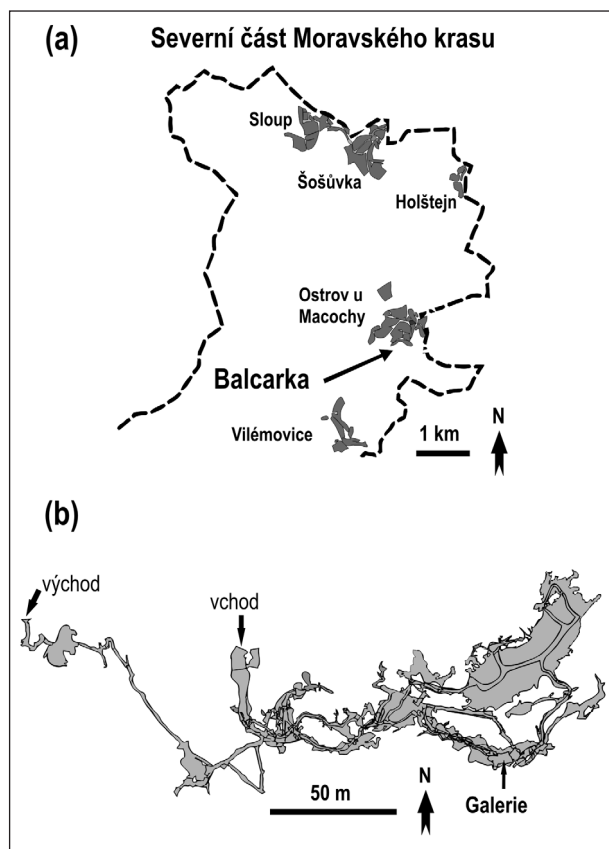 (a) Severní část Moravského krasu
Sloup
Šošůvka
Holštejn
Ostrov u
Macochy
Balcarka
Vilémovice
N
1 km
(b)
východ
vchod
50 m
N
Galerie